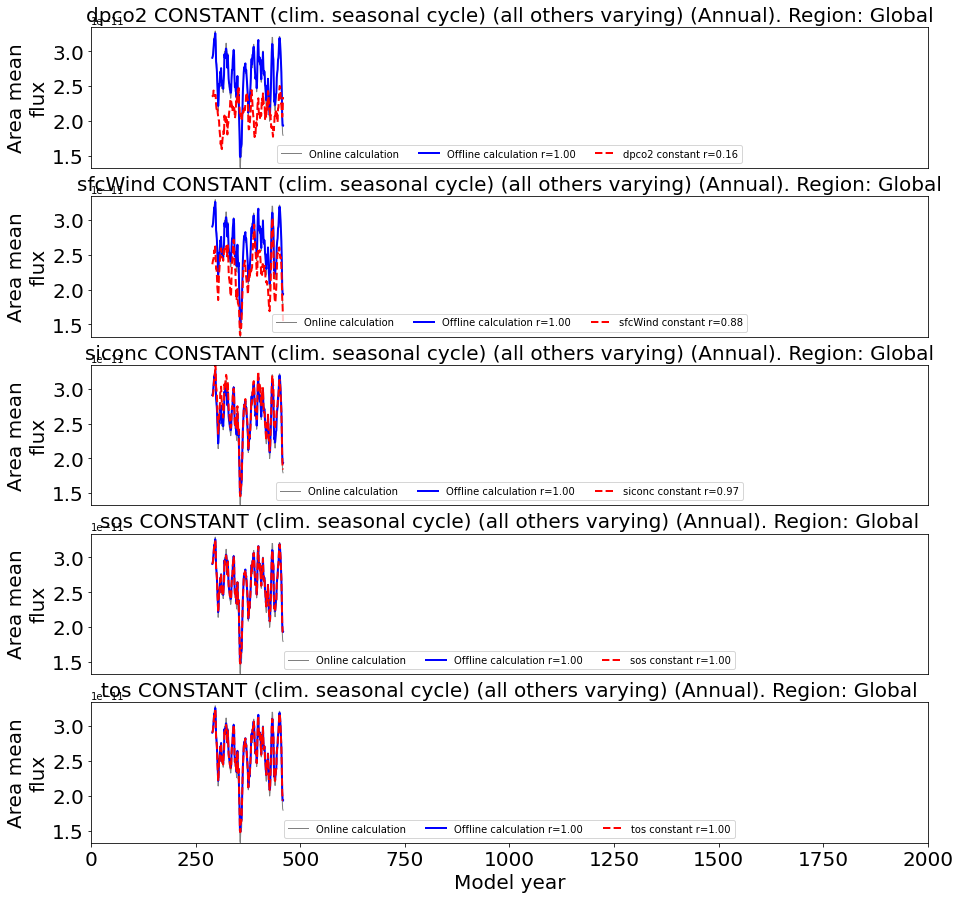 dpco2 CONSTANT (clim. seasonal cycle) (all others varying) (Annual). Region: Global
1e−11
Area mean
flux
3.0
2.5
2.0
1.5
Online calculation
Offline calculation r=1.00
dpco2 constant r=0.16
sfcWind CONSTANT (clim. seasonal cycle) (all others varying) (Annual). Region: Global
1e−11
Area mean
flux
3.0
2.5
2.0
1.5
Online calculation
Offline calculation r=1.00
sfcWind constant r=0.88
siconc CONSTANT (clim. seasonal cycle) (all others varying) (Annual). Region: Global
1e−11
Area mean
flux
3.0
2.5
2.0
1.5
Online calculation
Offline calculation r=1.00
siconc constant r=0.97
sos CONSTANT (clim. seasonal cycle) (all others varying) (Annual). Region: Global
1e−11
Area mean
flux
3.0
2.5
2.0
1.5
Online calculation
Offline calculation r=1.00
sos constant r=1.00
tos CONSTANT (clim. seasonal cycle) (all others varying) (Annual). Region: Global
1e−11
Area mean
flux
3.0
2.5
2.0
1.5
Online calculation
Offline calculation r=1.00
tos constant r=1.00
0
250
500
750
1000
1250
1500
1750
2000
Model year